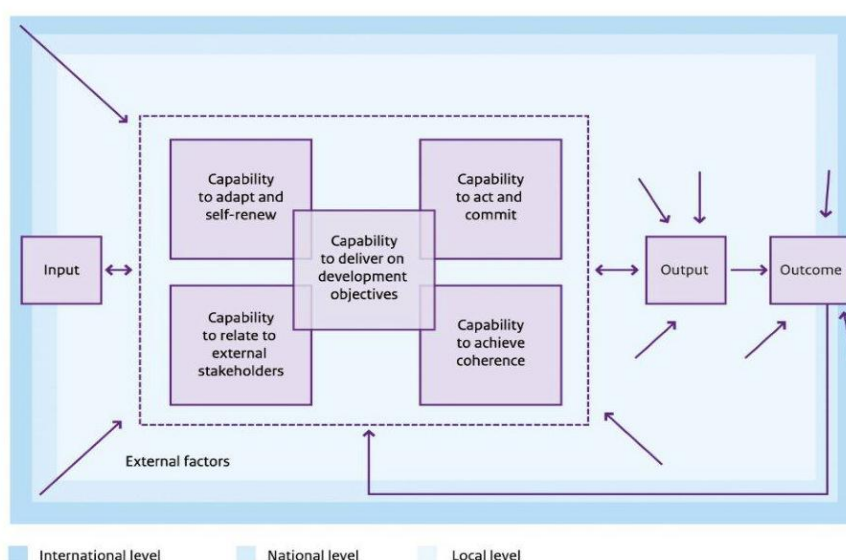 Capability
to adapt and
self-renew
Capability
to act and
commit
Capability
to deliver on
development
objectives
Input
Output
Outcome
Capability
to relate to
external
stakeholders
Capability
to achieve
coherence
External factors
International level
National level
Local level